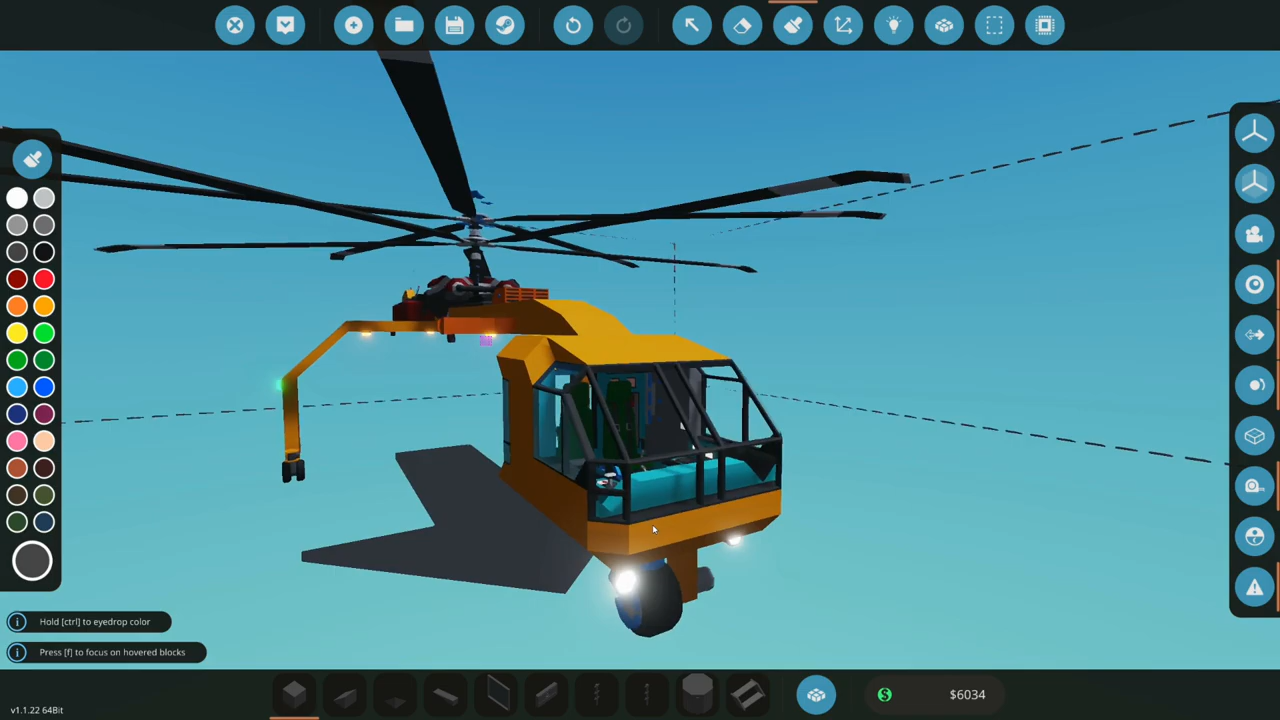 Hold [ctrl] to eyedrop color
Press [f] to focus on hovered blocks
$ $6034
v1.1.22 64Bit